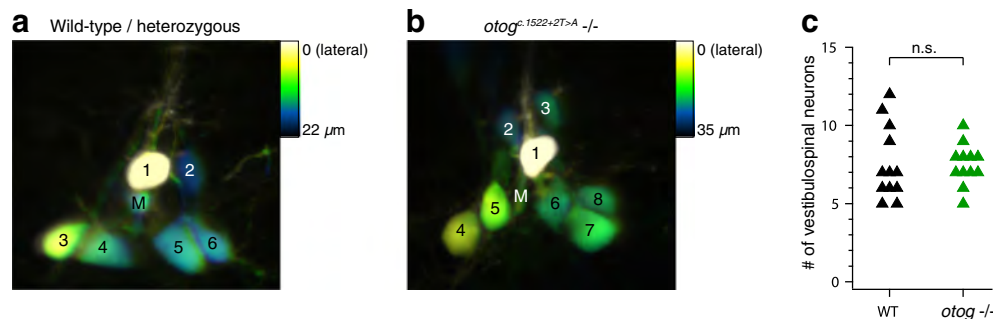 a Wild-type / heterozygous
0 (lateral)
22 µm
1
2
M
3
4
5
6
b otog c.1522+2T>A -/-
0 (lateral)
35 µm
3
2
1
M
5
6
8
4
7
c
# of vestibulospinal neurons
15
10
5
0
n.s.
WT
otog -/-